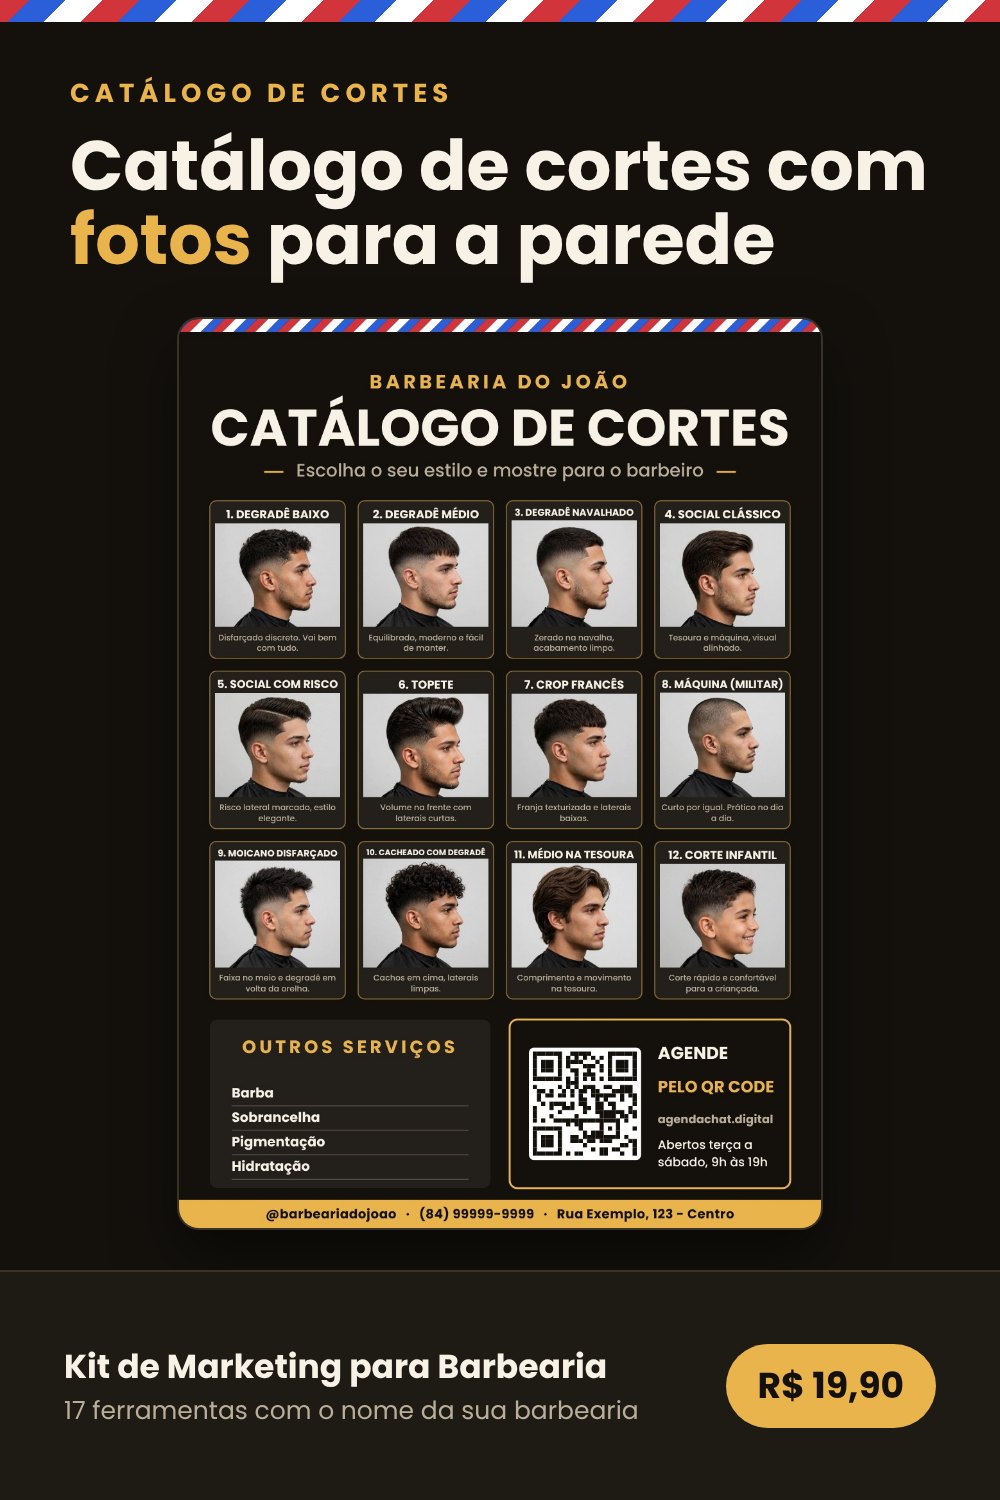 CATÁLOGO DE CORTES
Catálogo de cortes com
fotos para a parede
BARBEARIA DO JOÃO
CATÁLOGO DE CORTES
Escolha o seu estilo e mostre para o barbeiro
1. DEGRADÊ BAIXO
Disfarçado discreto. Vai bem
com tudo.
2. DEGRADÊ MÉDIO
Equilibrado, moderno e fácil
de manter.
3. DEGRADÊ NAVALHADO
Zerado na navalha,
acabamento limpo.
4. SOCIAL CLÁSSICO
Tesoura e máquina, visual
alinhado.
5. SOCIAL COM RISCO
Risco lateral marcado, estilo
elegante.
6. TOPETE
Volume na frente com
laterais curtas.
7. CROP FRANCÊS
Franja texturizada e laterais
baixas.
8. MÁQUINA (MILITAR)
Curto por igual. Prático no dia
a dia.
9. MOICANO DISFARÇADO
Faixa no meio e degradê em
volta da orelha.
10. CACHEADO COM DEGRADÊ
Cachos em cima, laterais
limpas.
11. MÉDIO NA TESOURA
Comprimento e movimento
na tesoura.
12. CORTE INFANTIL
Corte rápido e confortável
para a criançada.
OUTROS SERVIÇOS
Barba
Sobrancelha
Pigmentação
Hidratação
AGENDE
PELO QR CODE
agendachat.digital
Abertos terça a
sábado, 9h às 19h
@barbeariadojoao · (84) 99999-9999 · Rua Exemplo, 123 - Centro
Kit de Marketing para Barbearia
17 ferramentas com o nome da sua barbearia
R$ 19,90